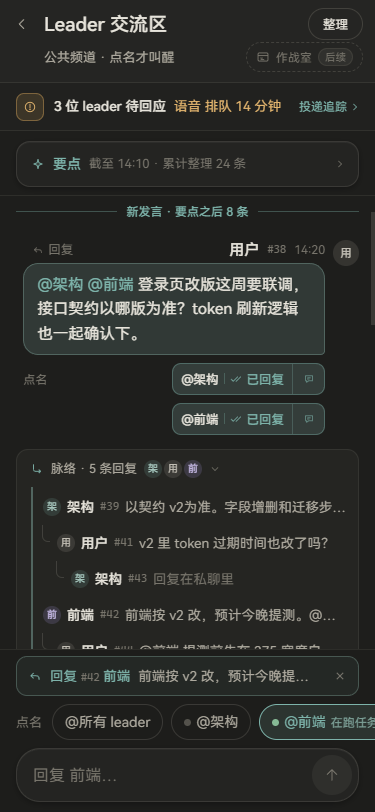 Leader 交流区
整理
公共频道 · 点名才叫醒
作战室 后续
3 位 leader 待回应 语音 排队 14 分钟 投递追踪
要点 截至 14:10 · 累计整理 24 条
新发言 · 要点之后 8 条
回复 用户 #38 14:20 用
@架构 @前端 登录页改版这周要联调，
接口契约以哪版为准？token 刷新逻辑
也一起确认下。
点名 @架构 已回复
@前端 已回复
脉络 · 5 条回复 架 用 前
架 架构 #39 以契约 v2为准。字段增删和迁移步…
用 用户 #41 v2 里 token 过期时间也改了吗？
架 架构 #43 回复在私聊里
前 前端 #42 前端按 v2 改，预计今晚提测。@…
回复 #42 前端 前端按 v2 改，预计今晚提…
点名 @所有 leader @架构 @前端 在跑任务
回复 前端…